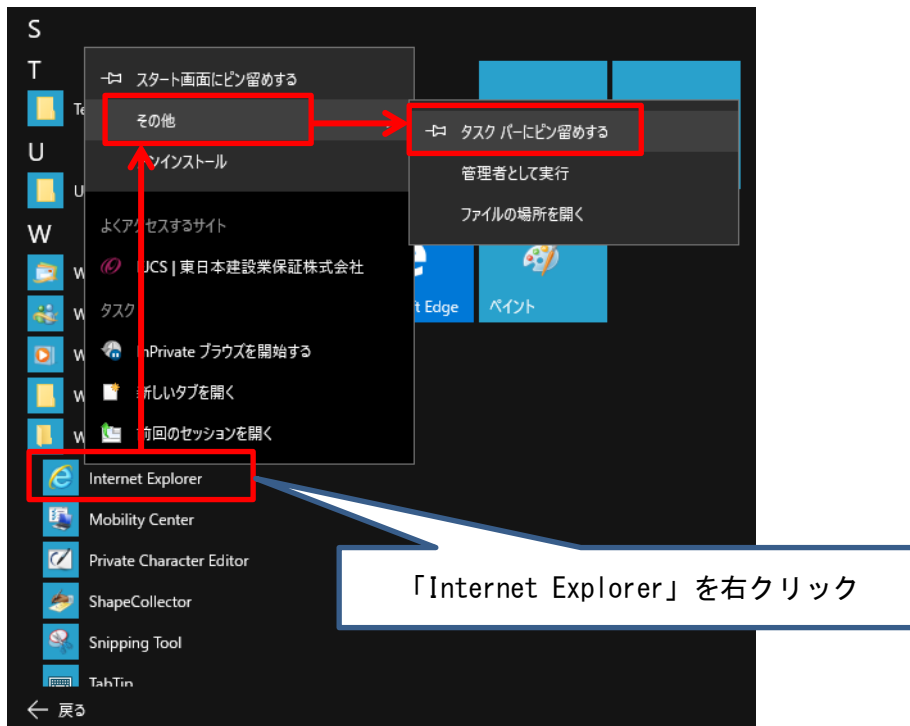 S
T
スタート画面にピン留めする
Te
その他
タスク バーにピン留めする
U
ンインストール
管理者として実行
U
ファイルの場所を開く
W
よくアクセスするサイト
W
EJCS | 東日本建設業保証株式会社
W
タスク
t Edge
ペイント
W
InPrivate ブラウズを開始する
W
新しいタブを開く
W
前回のセッションを開く
Internet Explorer
Mobility Center
Private Character Editor
「Internet Explorer」を右クリック
ShapeCollector
Snipping Tool
TabTip
戻る